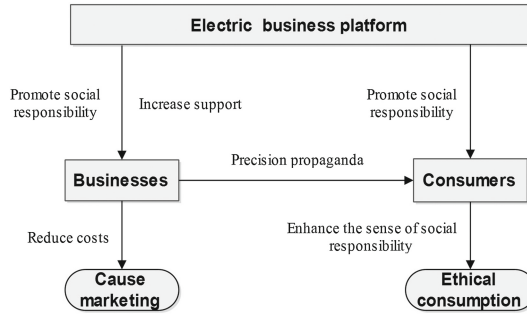 Electric business platform
Promote social
responsibility
Increase support
Promote social
responsibility
Businesses
Precision propaganda
Consumers
Reduce costs
Enhance the sense of social
responsibility
Cause
marketing
Ethical
consumption